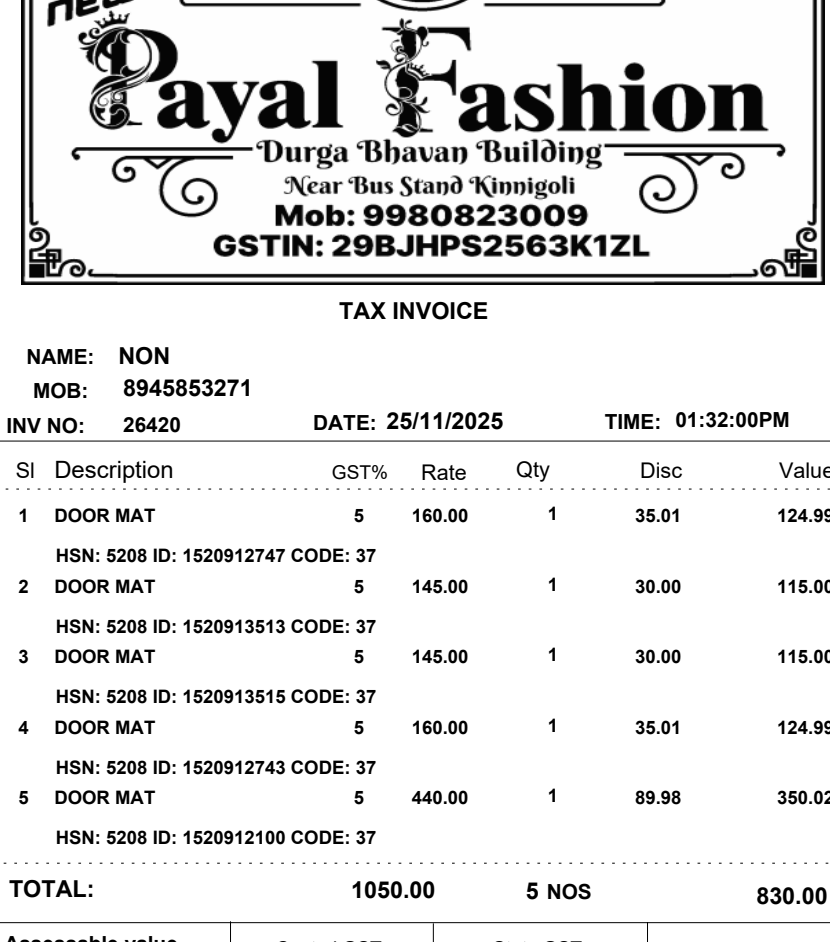 new
Payal Fashion
Durga Bhavan Building
Near Bus Stand Kinnigoli
Mob: 9980823009
GSTIN: 29BJHPS2563K1ZL
TAX INVOICE
NAME: NON
MOB: 8945853271
INV NO: 26420 DATE: 25/11/2025 TIME: 01:32:00PM
Sl Description GST% Rate Qty Disc Value
1 DOOR MAT 5 160.00 1 35.01 124.99
HSN: 5208 ID: 1520912747 CODE: 37
2 DOOR MAT 5 145.00 1 30.00 115.00
HSN: 5208 ID: 1520913513 CODE: 37
3 DOOR MAT 5 145.00 1 30.00 115.00
HSN: 5208 ID: 1520913515 CODE: 37
4 DOOR MAT 5 160.00 1 35.01 124.99
HSN: 5208 ID: 1520912743 CODE: 37
5 DOOR MAT 5 440.00 1 89.98 350.02
HSN: 5208 ID: 1520912100 CODE: 37
TOTAL: 1050.00 5 NOS 830.00